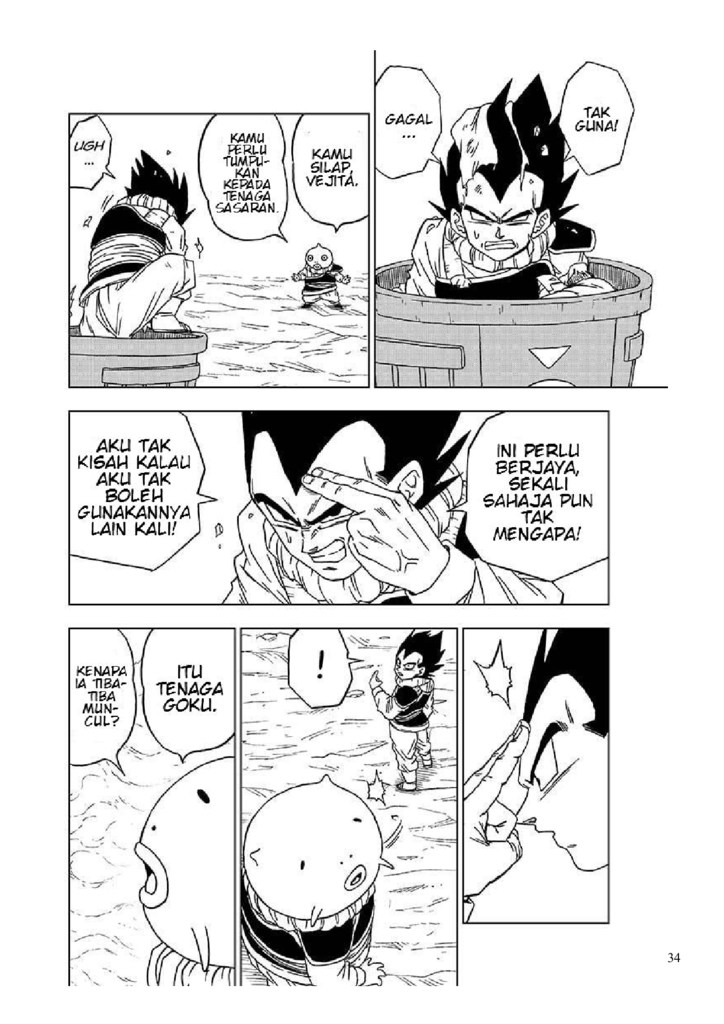 TAK
GUNA!
GAGAL
...
KAMU
SILAP,
VEJITA.
KAMU
PERLU
TUMPU-
KAN
KEPADA
TENAGA
SASARAN.
UGH
...
INI PERLU
BERJAYA,
SEKALI
SAHAJA PUN
TAK
MENGAPA!
AKU TAK
KISAH KALAU
AKU TAK
BOLEH
GUNAKANNYA
LAIN KALI!
!
ITU
TENAGA
GOKU.
KENAPA
IA TIBA-
TIBA
MUN-
CUL?
34